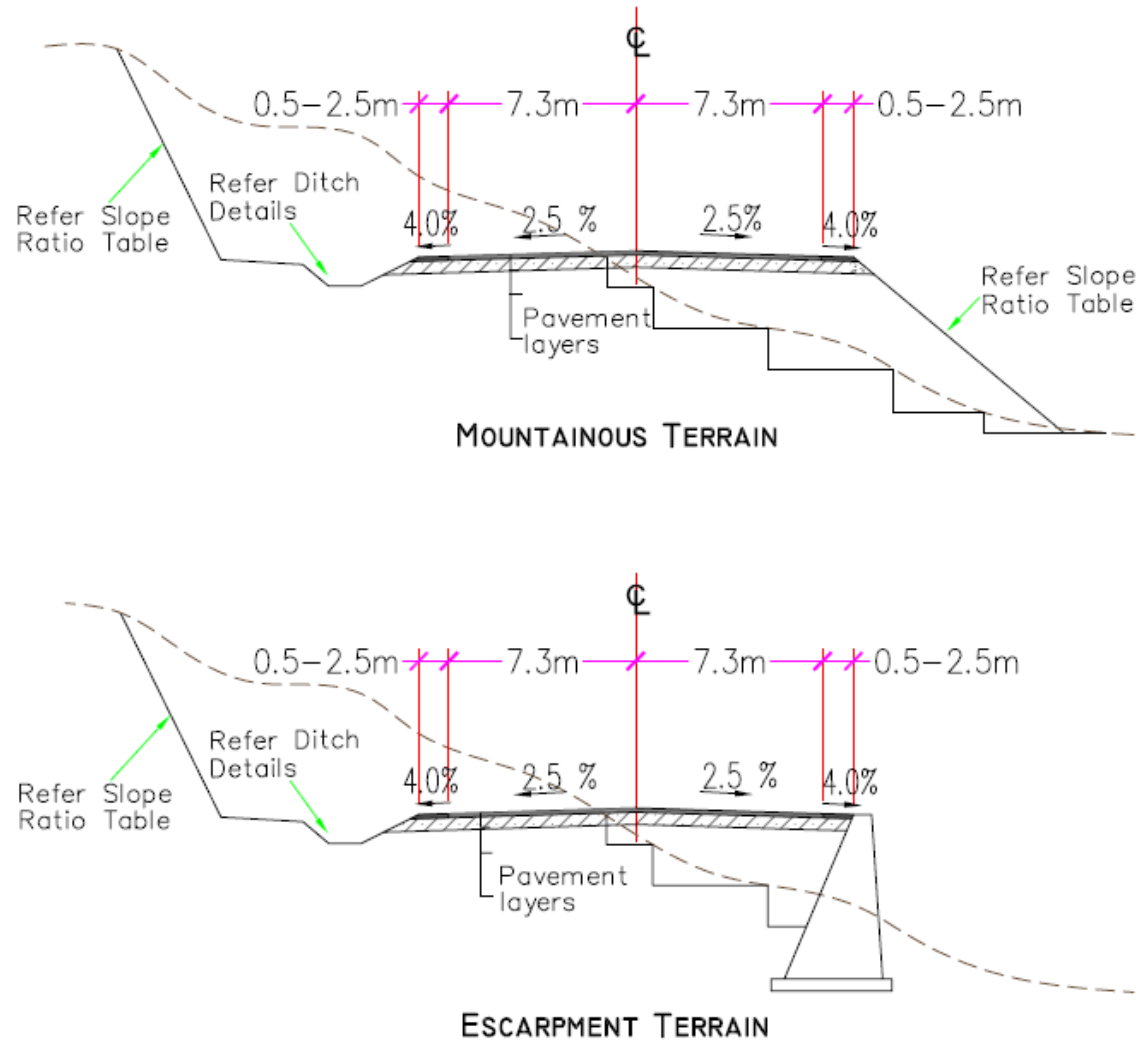 ℄
0.5-2.5m 7.3m 7.3m 0.5-2.5m
Refer Slope
Ratio Table
Refer Ditch
Details
4.0% 2.5 % 2.5% 4.0%
Refer Slope
Ratio Table
Pavement
layers
MOUNTAINOUS TERRAIN
℄
0.5-2.5m 7.3m 7.3m 0.5-2.5m
Refer Ditch
Details
4.0% 2.5 % 2.5 % 4.0%
Refer Slope
Ratio Table
Pavement
layers
ESCARPMENT TERRAIN